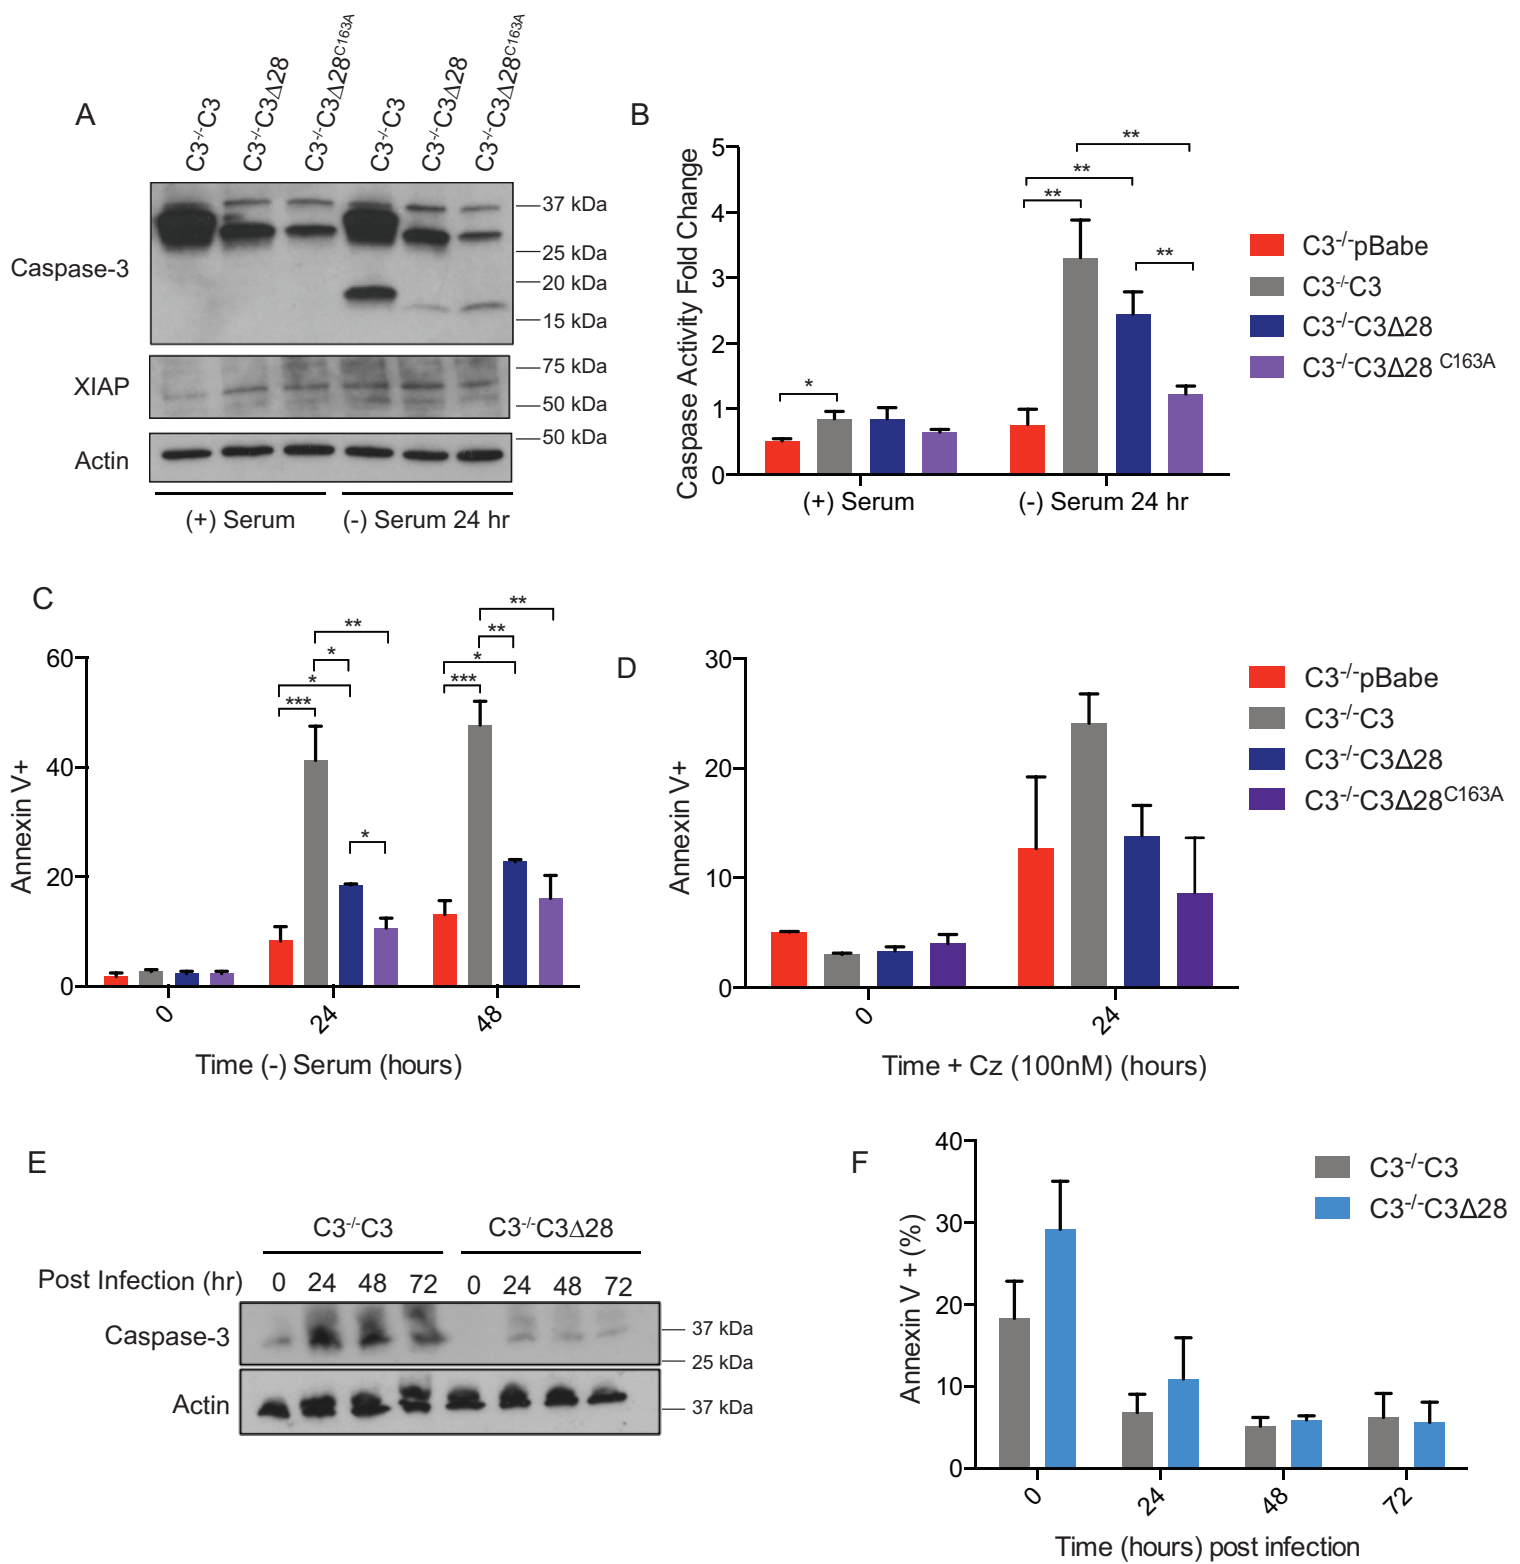 A
C3-/-C3
C3-/-C3Δ28
C3-/-C3Δ28C163A
C3-/-C3
C3-/-C3Δ28
C3-/-C3Δ28C163A
Caspase-3
37 kDa
25 kDa
20 kDa
15 kDa
XIAP
75 kDa
50 kDa
Actin
50 kDa
(+) Serum
(-) Serum 24 hr
B
Caspase Activity Fold Change
5
4
3
2
1
0
*
**
**
**
**
(+) Serum
(-) Serum 24 hr
C3-/-pBabe
C3-/-C3
C3-/-C3Δ28
C3-/-C3Δ28 C163A
C
Annexin V+
60
40
20
0
***
*
*
**
*
***
*
**
**
0
24
48
Time (-) Serum (hours)
D
Annexin V+
30
20
10
0
0
24
Time + Cz (100nM) (hours)
C3-/-pBabe
C3-/-C3
C3-/-C3Δ28
C3-/-C3Δ28C163A
E
C3-/-C3
C3-/-C3Δ28
Post Infection (hr) 0 24 48 72 0 24 48 72
Caspase-3
37 kDa
25 kDa
Actin
37 kDa
F
Annexin V + (%)
40
30
20
10
0
0
24
48
72
Time (hours) post infection
C3-/-C3
C3-/-C3Δ28